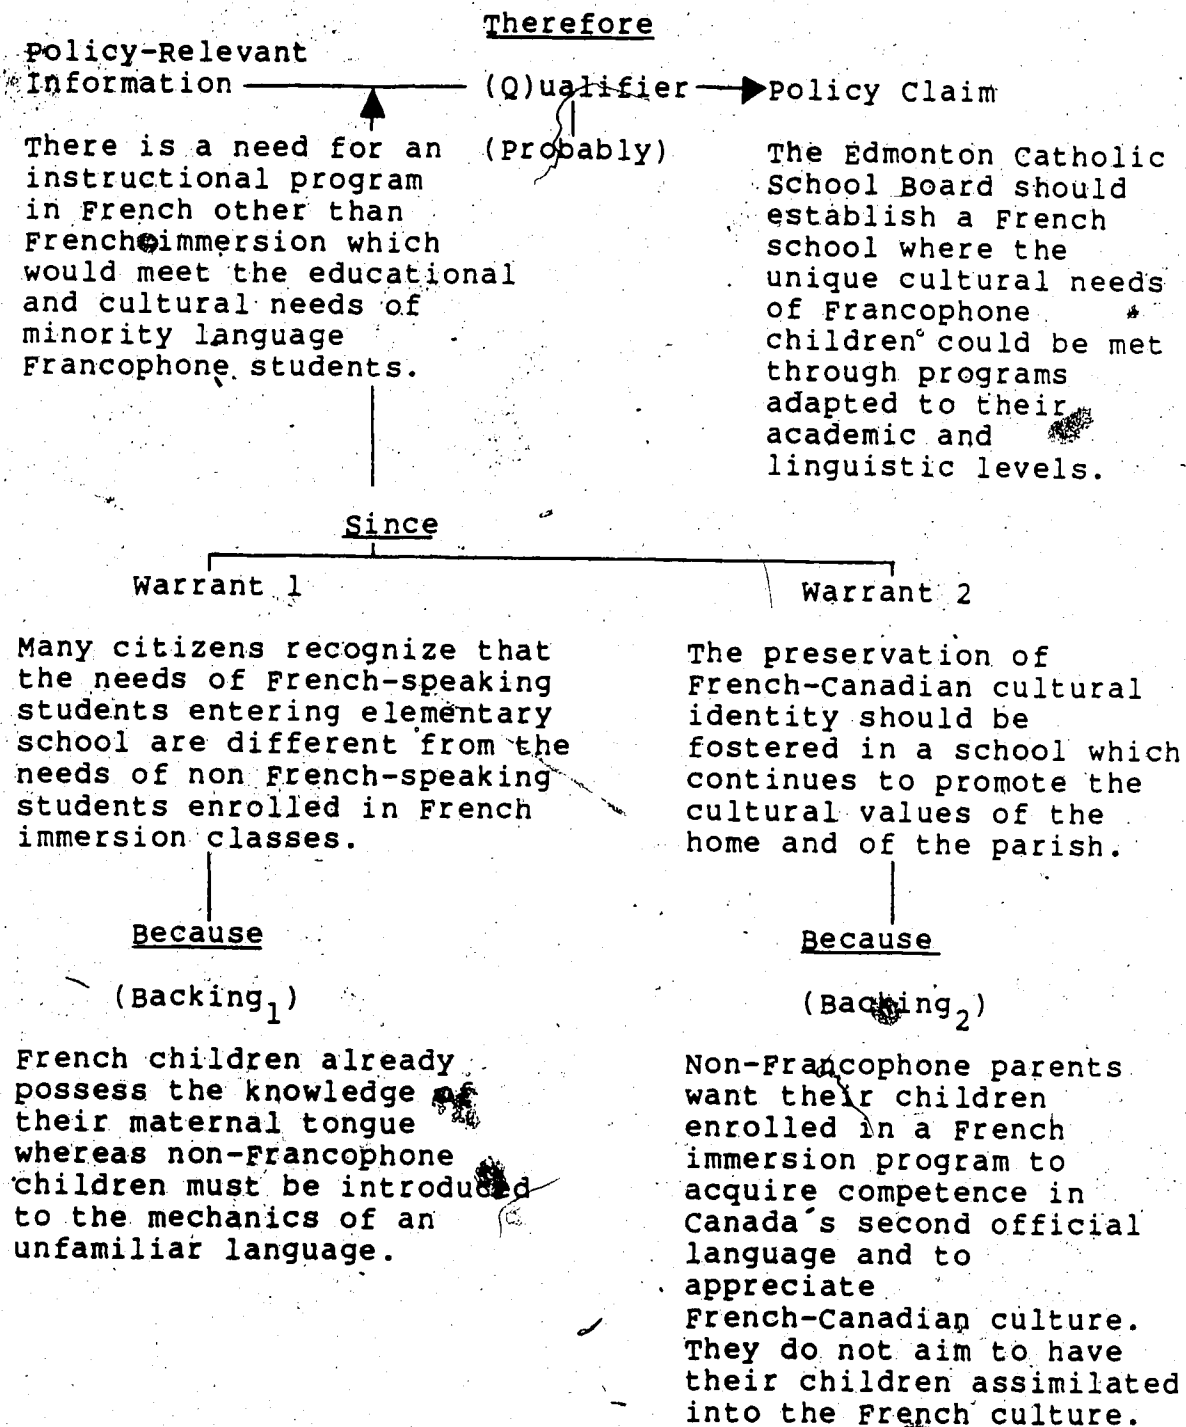 Therefore
Policy-Relevant
Information
(Q)ualifier
Policy Claim
There is a need for an
instructional program
in French other than
French immersion which
would meet the educational
and cultural needs of
minority language
Francophone students.
(Probably)
The Edmonton Catholic
School Board should
establish a French
school where the
unique cultural needs
of Francophone
children could be met
through programs
adapted to their
academic and
linguistic levels.
Since
Warrant 1
Many citizens recognize that
the needs of French-speaking
students entering elementary
school are different from the
needs of non French-speaking
students enrolled in French
immersion classes.
Because
(Backing1)
French children already
possess the knowledge of
their maternal tongue
whereas non-Francophone
children must be introduced
to the mechanics of an
unfamiliar language.
Warrant 2
The preservation of
French-Canadian cultural
identity should be
fostered in a school which
continues to promote the
cultural values of the
home and of the parish.
Because
(Backing2)
Non-Francophone parents
want their children
enrolled in a French
immersion program to
acquire competence in
Canada's second official
language and to
appreciate
French-Canadian culture.
They do not aim to have
their children assimilated
into the French culture.